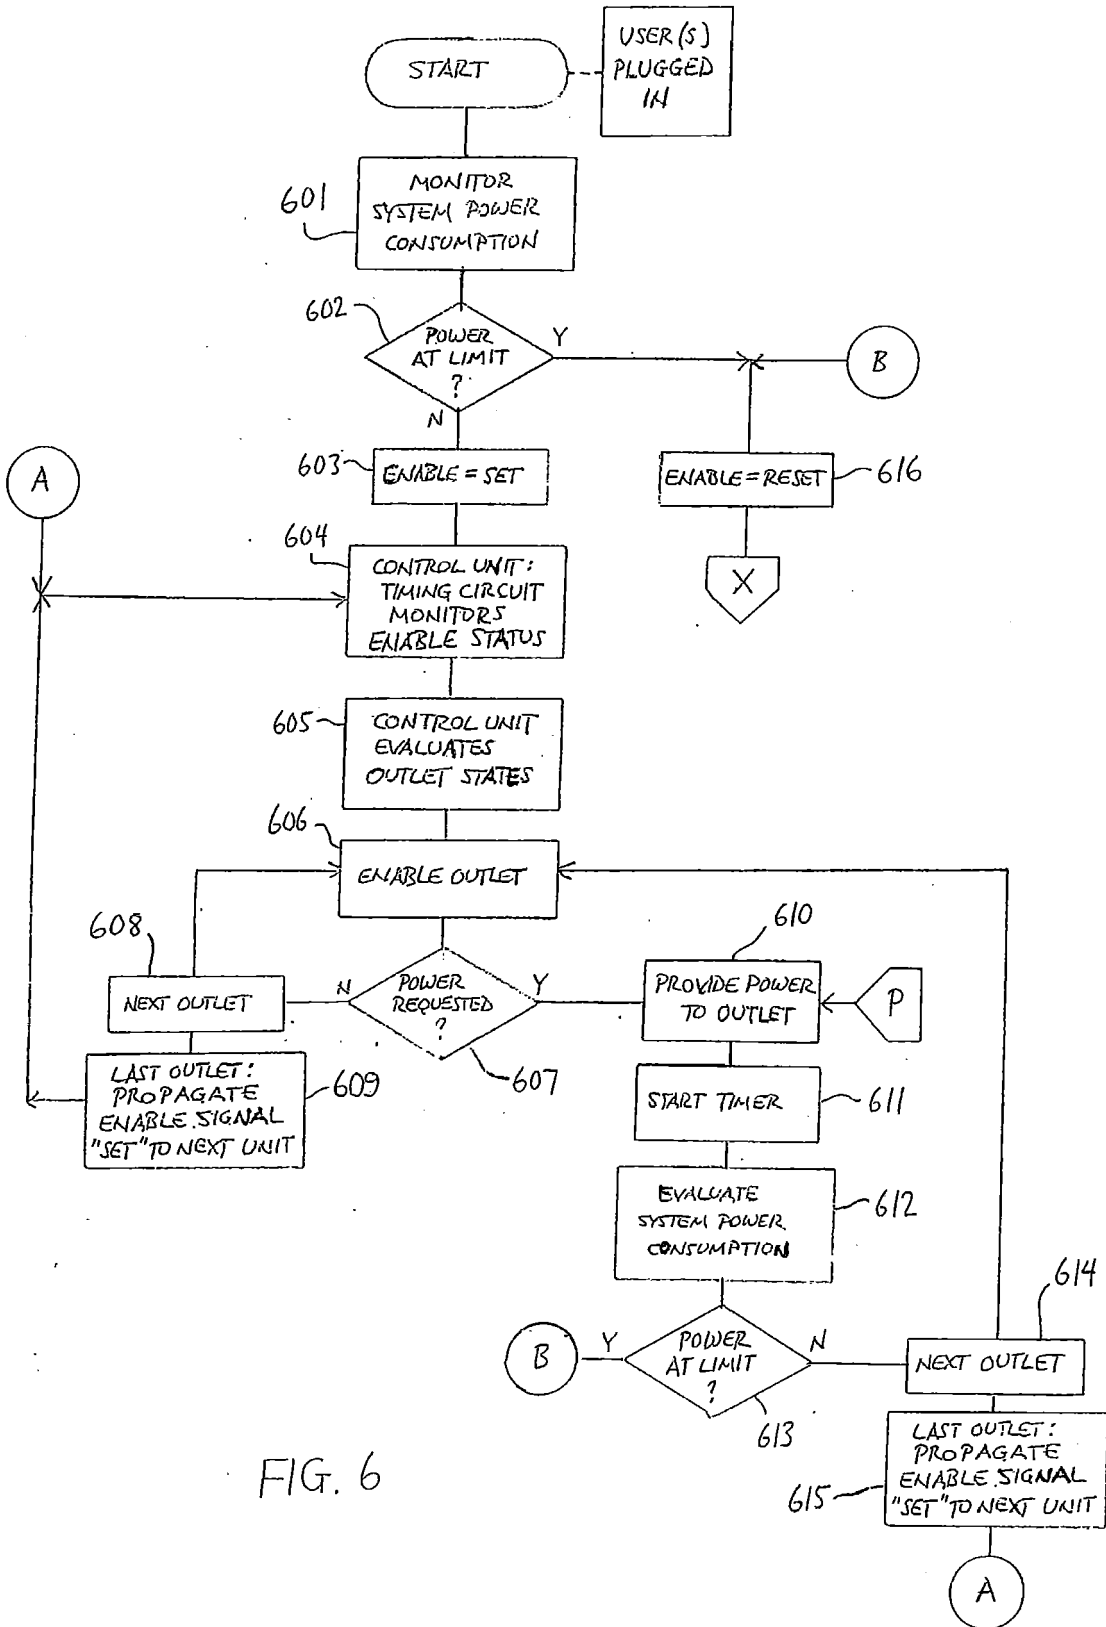 USER(S)
PLUGGED
IN
START
601
MONITOR
SYSTEM POWER
CONSUMPTION
602
POWER
AT LIMIT
?
Y
N
B
A
603
ENABLE = SET
ENABLE = RESET
616
X
604
CONTROL UNIT:
TIMING CIRCUIT
MONITORS
ENABLE STATUS
605
CONTROL UNIT
EVALUATES
OUTLET STATES
606
ENABLE OUTLET
608
NEXT OUTLET
N
POWER
REQUESTED
?
Y
607
610
PROVIDE POWER
TO OUTLET
P
LAST OUTLET:
PROPAGATE
ENABLE SIGNAL
"SET" TO NEXT UNIT
609
START TIMER
611
EVALUATE
SYSTEM POWER
CONSUMPTION
612
B
Y
POWER
AT LIMIT
?
N
613
614
NEXT OUTLET
LAST OUTLET:
PROPAGATE
ENABLE SIGNAL
"SET" TO NEXT UNIT
615
A
FIG. 6